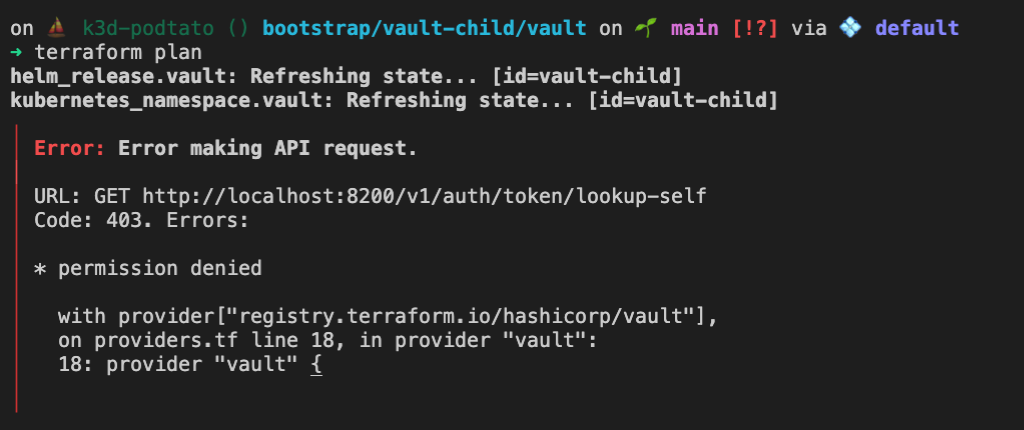 on ⛵ k3d-podtato () bootstrap/vault-child/vault on 🌱 main [!?] via 💠 default
→ terraform plan
helm_release.vault: Refreshing state... [id=vault-child]
kubernetes_namespace.vault: Refreshing state... [id=vault-child]
Error: Error making API request.
URL: GET http://localhost:8200/v1/auth/token/lookup-self
Code: 403. Errors:
* permission denied
with provider["registry.terraform.io/hashicorp/vault"],
on providers.tf line 18, in provider "vault":
18: provider "vault" {